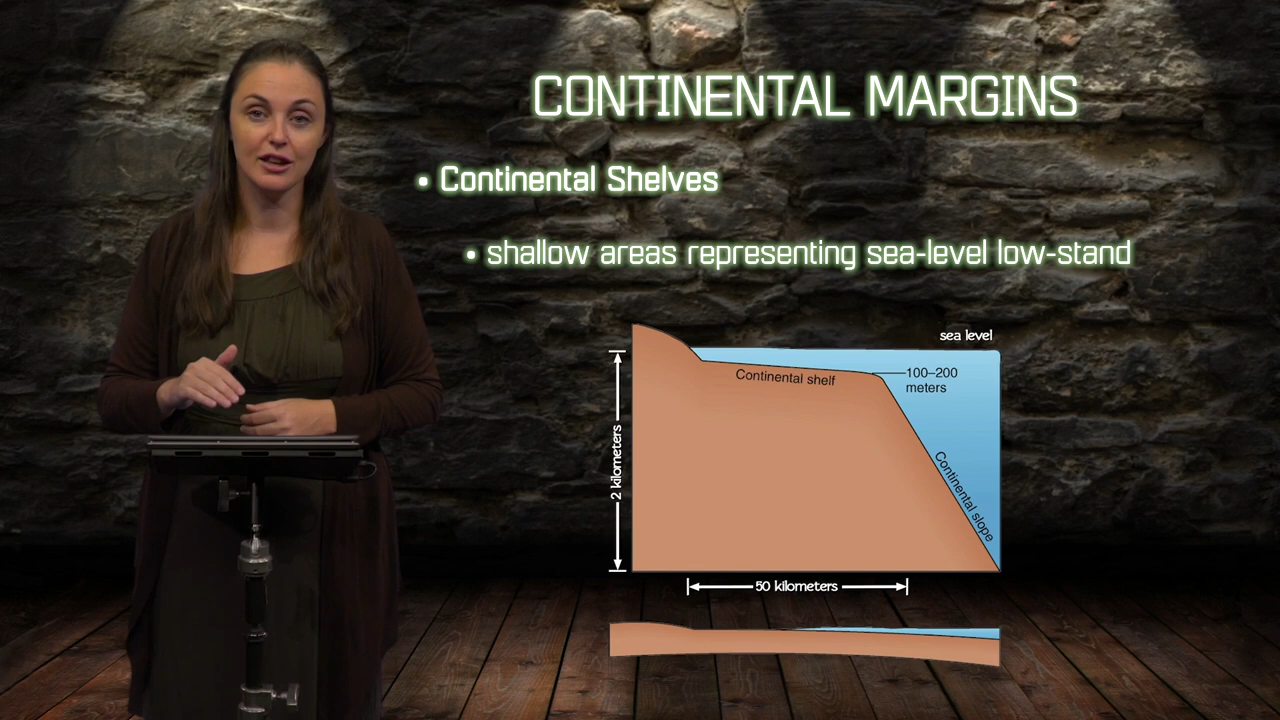 CONTINENTAL MARGINS
• Continental Shelves
• shallow areas representing sea-level low-stand
sea level
Continental shelf
100–200
meters
2 kilometers
Continental slope
50 kilometers